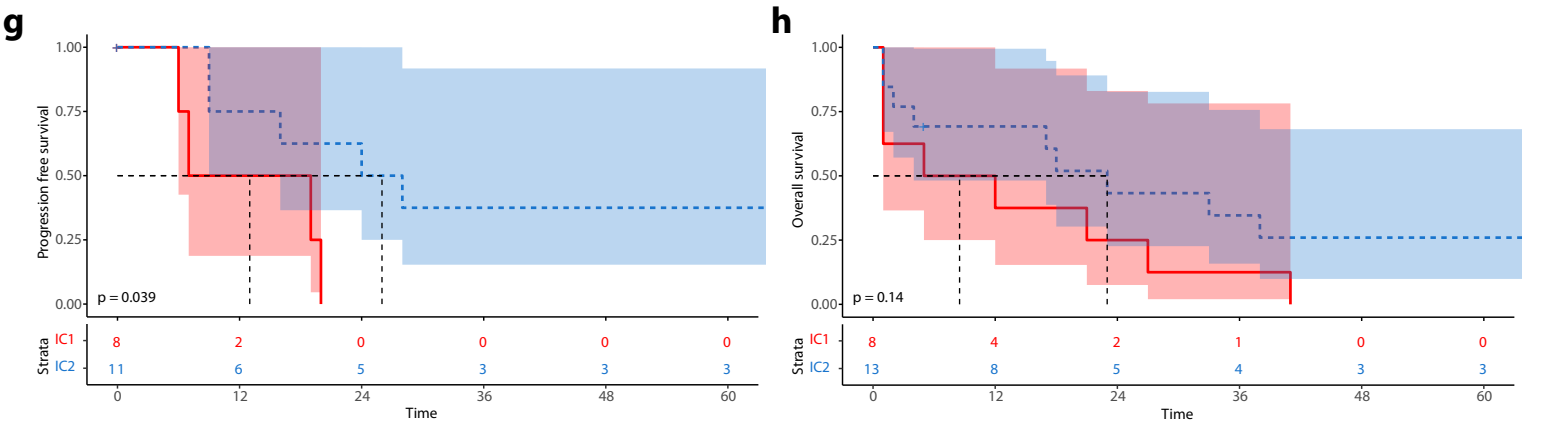 g
Progression free survival
1.00
0.75
0.50
0.25
0.00
p = 0.039
Strata
IC1 8 2 0 0 0 0
IC2 11 6 5 3 3 3
0 12 24 36 48 60
Time
h
Overall survival
1.00
0.75
0.50
0.25
0.00
p = 0.14
Strata
IC1 8 4 2 1 0 0
IC2 13 8 5 4 3 3
0 12 24 36 48 60
Time